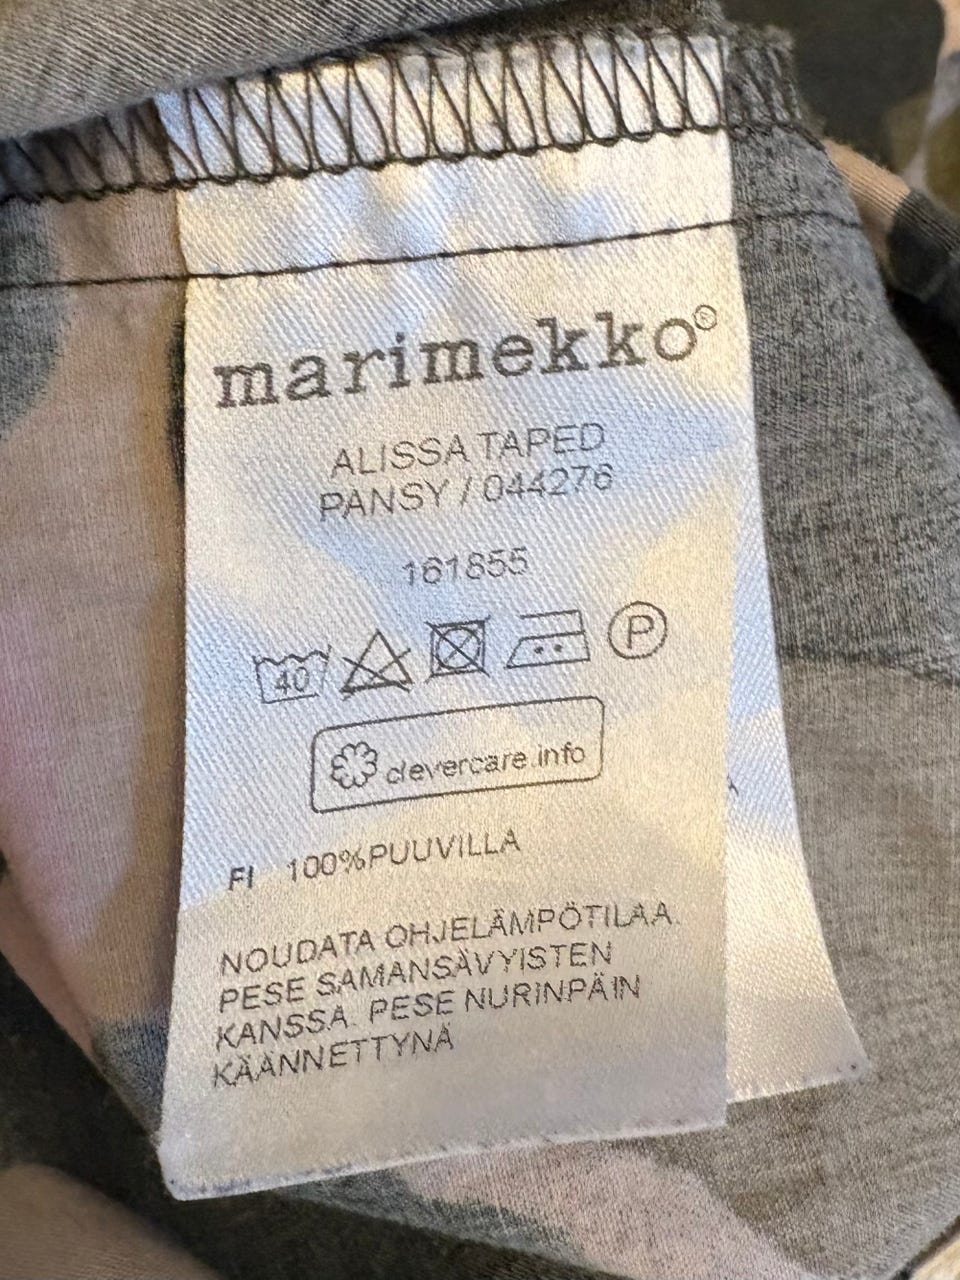 marimekko®
ALISSA TAPED
PANSY / 044276
161855
40 P
clevercare.info
FI 100%PUUVILLA
NOUDATA OHJELÄMPÖTILAA.
PESE SAMANSÄVYISTEN
KANSSA. PESE NURINPÄIN
KÄÄNNETTYNÄ